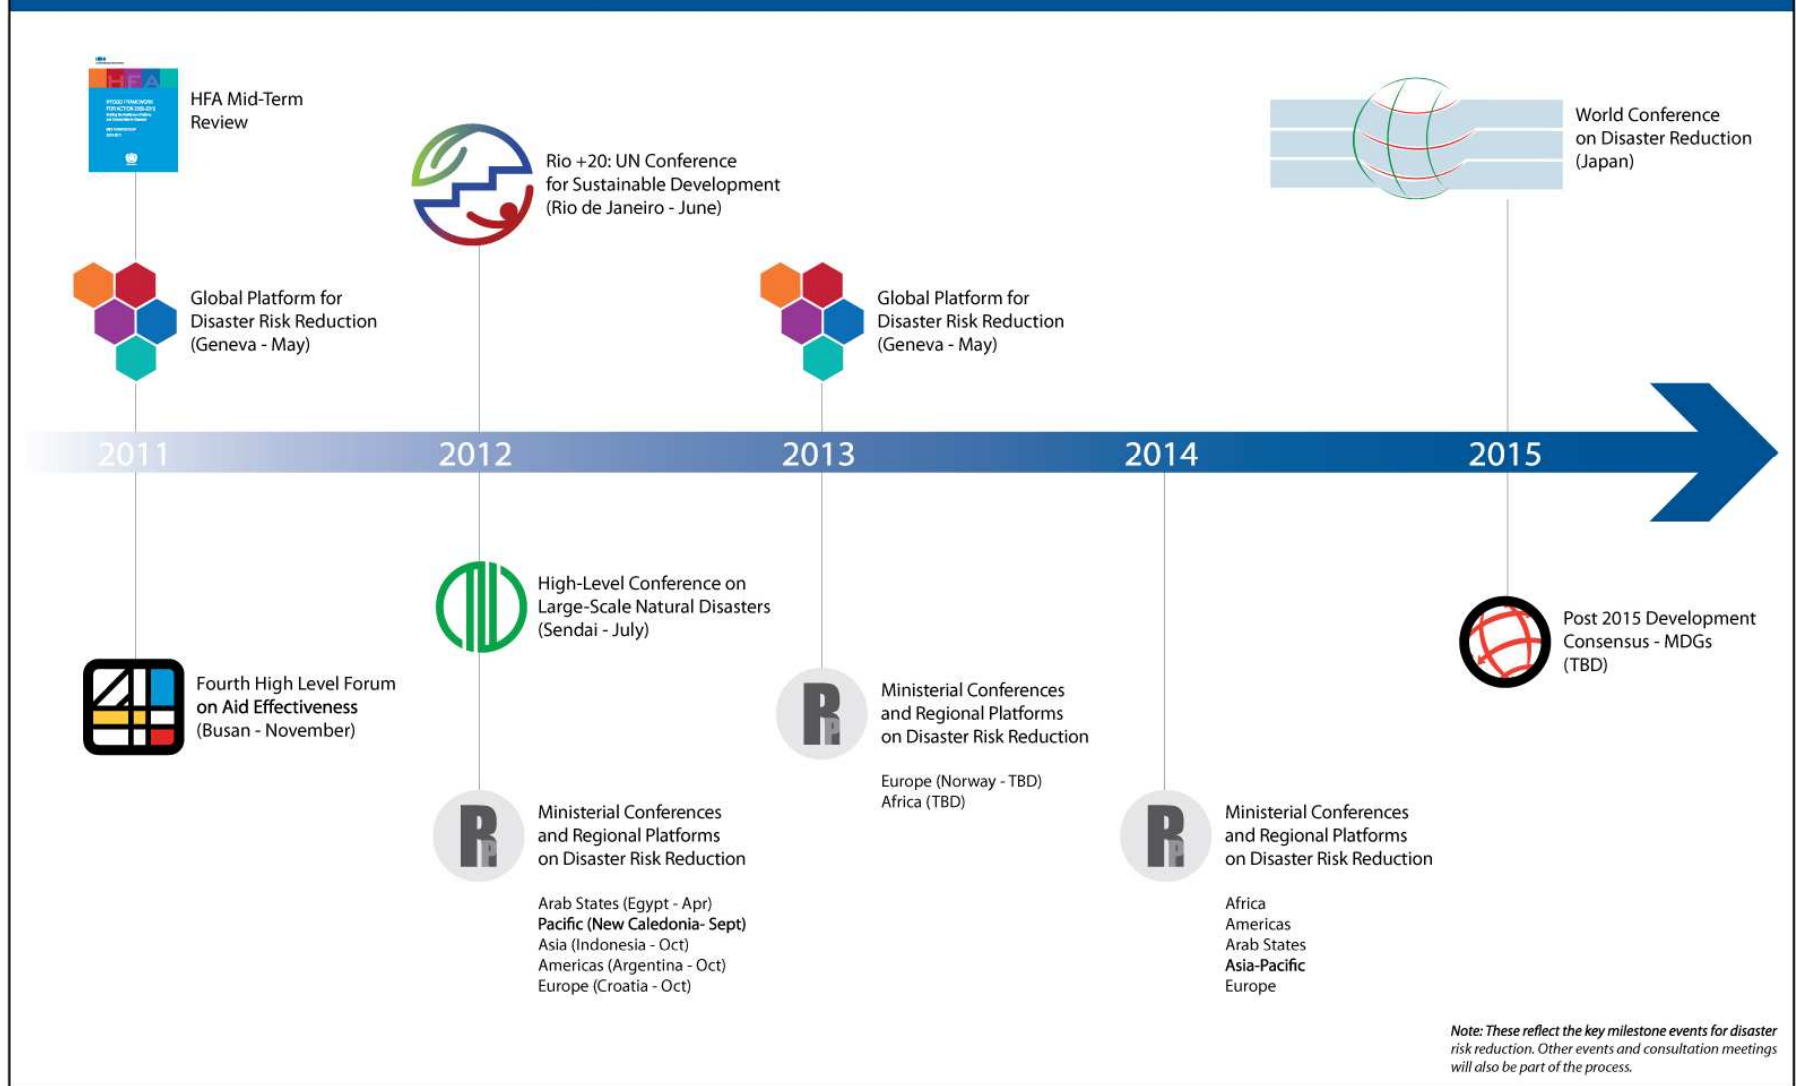 HFA
HFA Mid-Term
Review
Rio +20: UN Conference
for Sustainable Development
(Rio de Janeiro - June)
World Conference
on Disaster Reduction
(Japan)
Global Platform for
Disaster Risk Reduction
(Geneva - May)
Global Platform for
Disaster Risk Reduction
(Geneva - May)
2011
2012
2013
2014
2015
Fourth High Level Forum
on Aid Effectiveness
(Busan - November)
High-Level Conference on
Large-Scale Natural Disasters
(Sendai - July)
Rp
Ministerial Conferences
and Regional Platforms
on Disaster Risk Reduction
Arab States (Egypt - Apr)
Pacific (New Caledonia- Sept)
Asia (Indonesia - Oct)
Americas (Argentina - Oct)
Europe (Croatia - Oct)
Rp
Ministerial Conferences
and Regional Platforms
on Disaster Risk Reduction
Europe (Norway - TBD)
Africa (TBD)
Rp
Ministerial Conferences
and Regional Platforms
on Disaster Risk Reduction
Africa
Americas
Arab States
Asia-Pacific
Europe
Post 2015 Development
Consensus - MDGs
(TBD)
Note: These reflect the key milestone events for disaster
risk reduction. Other events and consultation meetings
will also be part of the process.